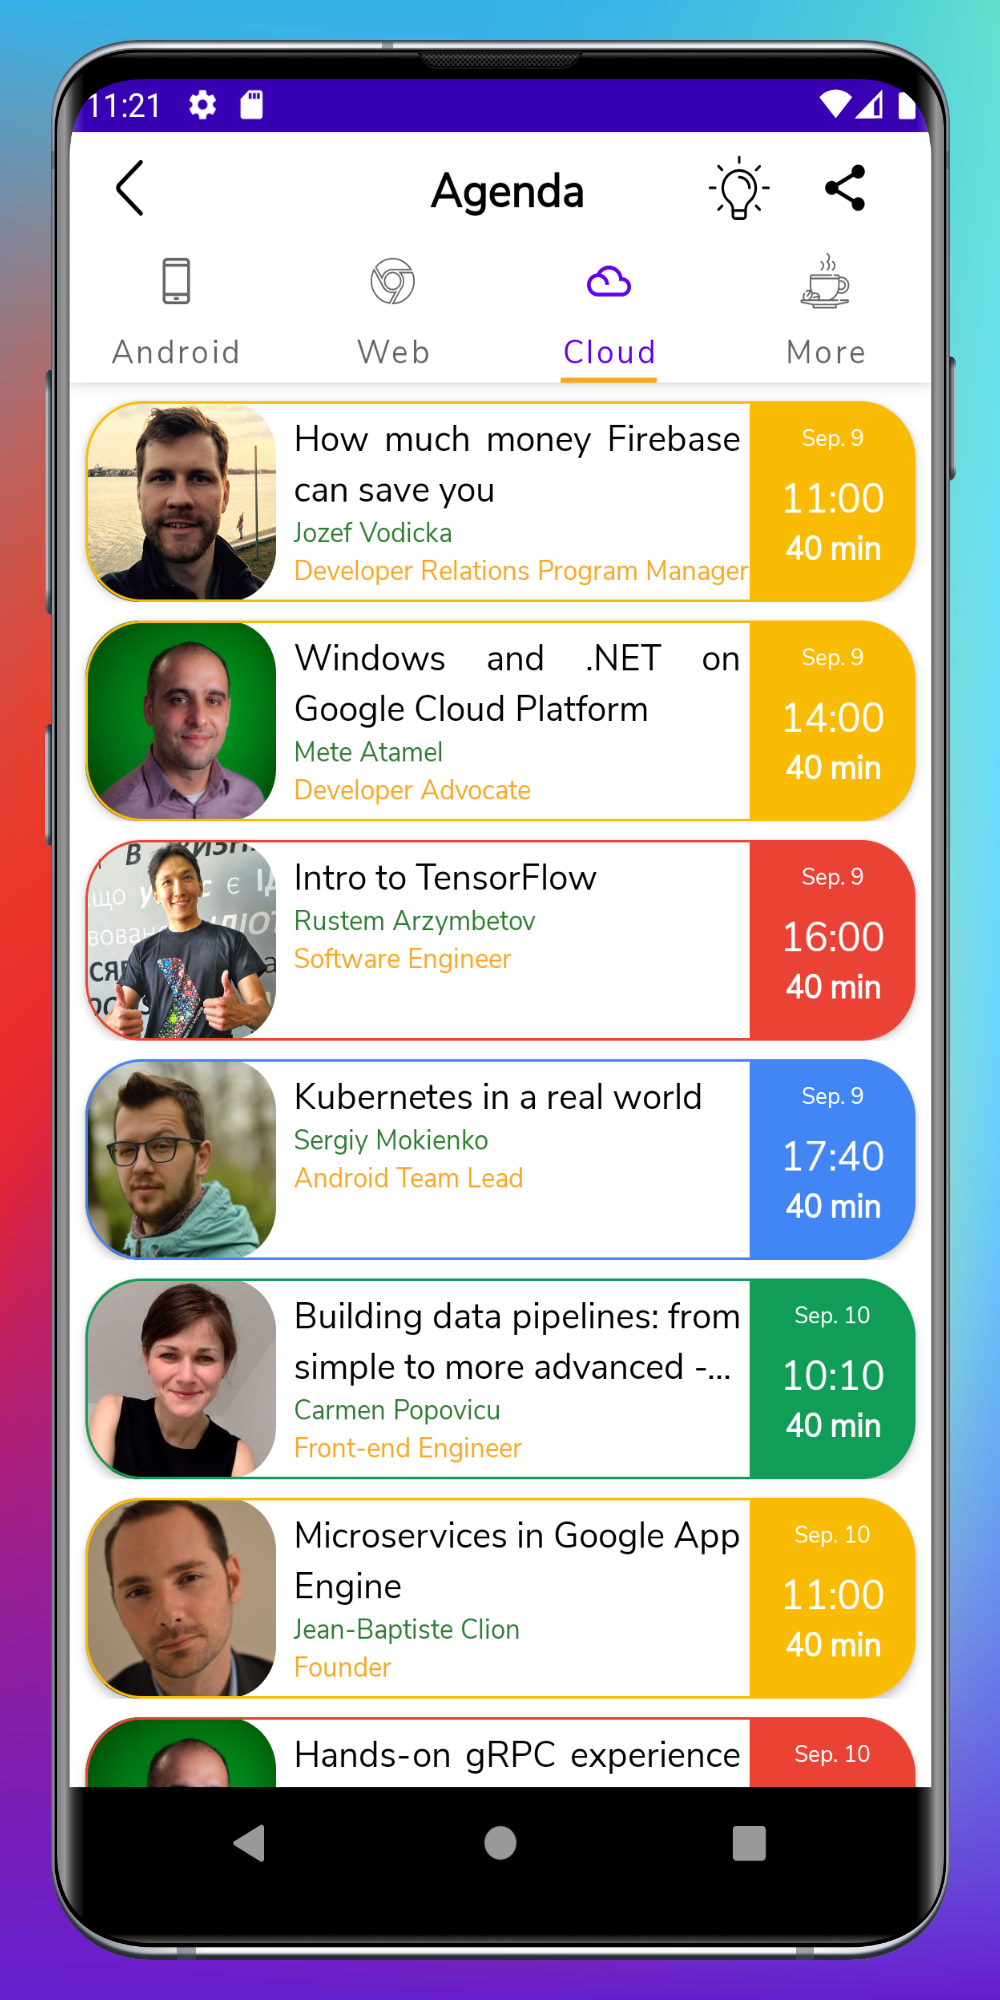 11:21
Agenda
Android Web Cloud More
How much money Firebase
can save you
Jozef Vodicka
Developer Relations Program Manager
Sep. 9
11:00
40 min
Windows and .NET on
Google Cloud Platform
Mete Atamel
Developer Advocate
Sep. 9
14:00
40 min
Intro to TensorFlow
Rustem Arzymbetov
Software Engineer
Sep. 9
16:00
40 min
Kubernetes in a real world
Sergiy Mokienko
Android Team Lead
Sep. 9
17:40
40 min
Building data pipelines: from
simple to more advanced -...
Carmen Popovicu
Front-end Engineer
Sep. 10
10:10
40 min
Microservices in Google App
Engine
Jean-Baptiste Clion
Founder
Sep. 10
11:00
40 min
Hands-on gRPC experience
Sep. 10